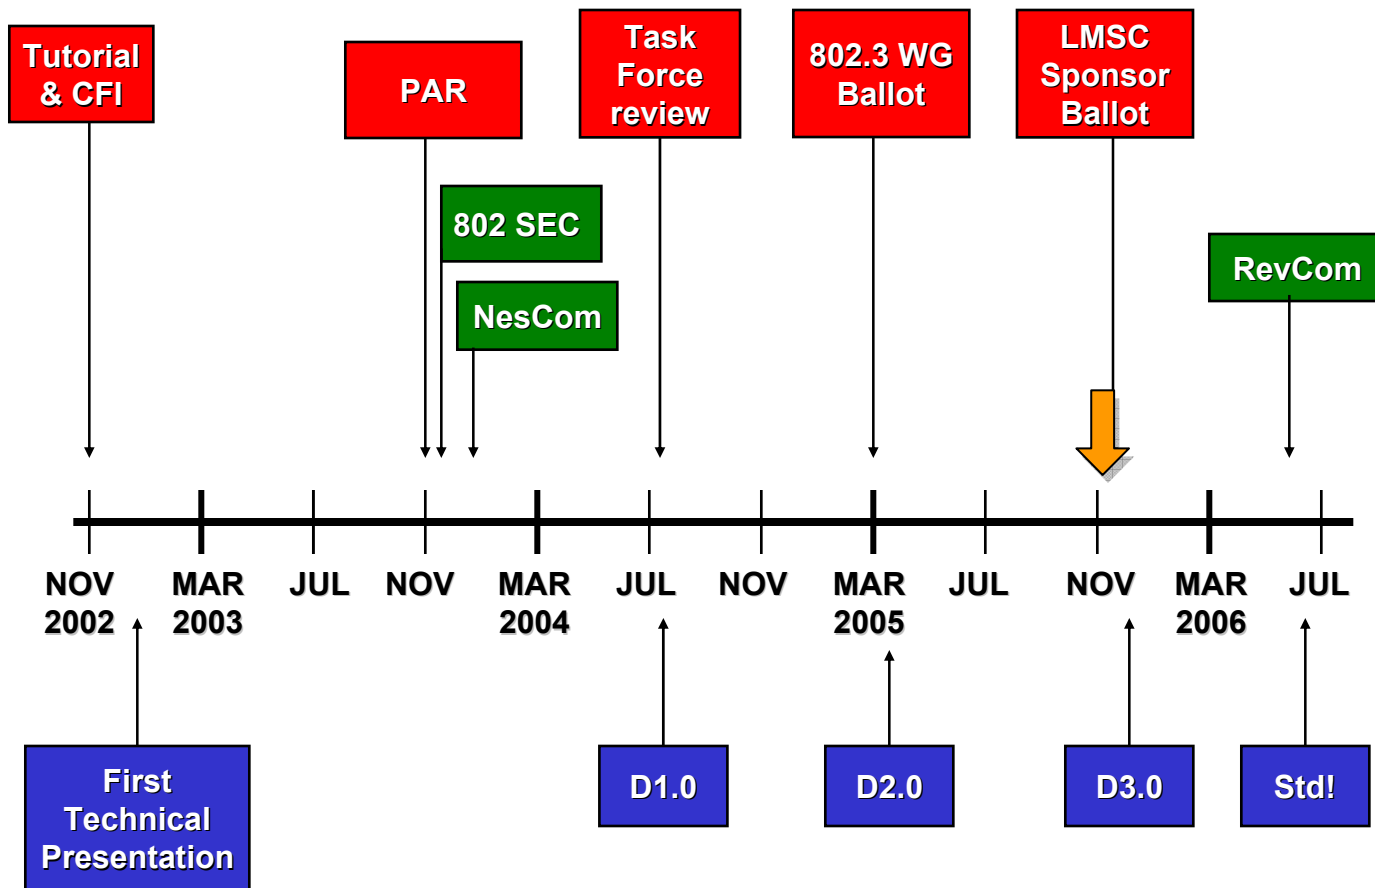 Tutorial
& CFI
PAR
Task
Force
review
802.3 WG
Ballot
LMSC
Sponsor
Ballot
802 SEC
NesCom
RevCom
NOV
2002
MAR
2003
JUL
NOV
MAR
2004
JUL
NOV
MAR
2005
JUL
NOV
MAR
2006
JUL
First
Technical
Presentation
D1.0
D2.0
D3.0
Std!